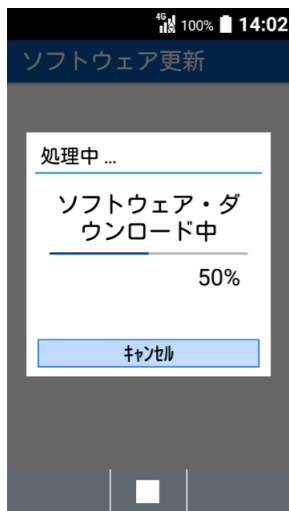 4G 100% 14:02
ソフトウェア更新
処理中 ...
ソフトウェア・ダ
ウンロード中
50%
ｷｬﾝｾﾙ